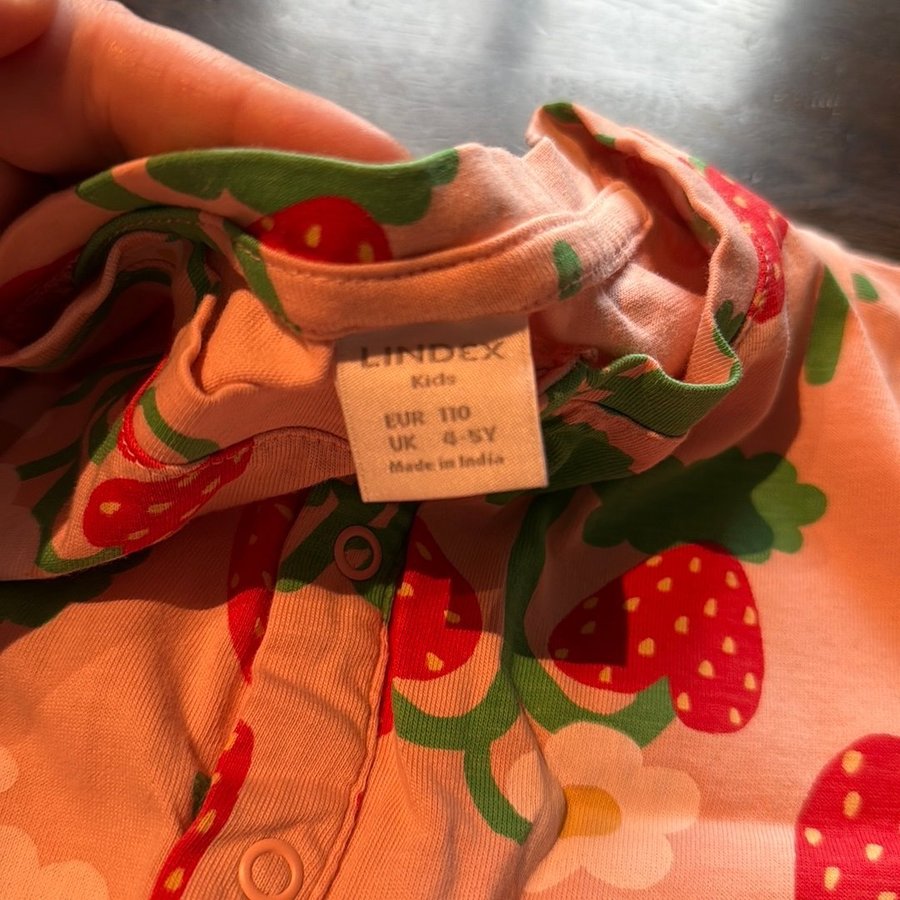 LINDEX
Kids
EUR 110
UK 4-5Y
Made in India